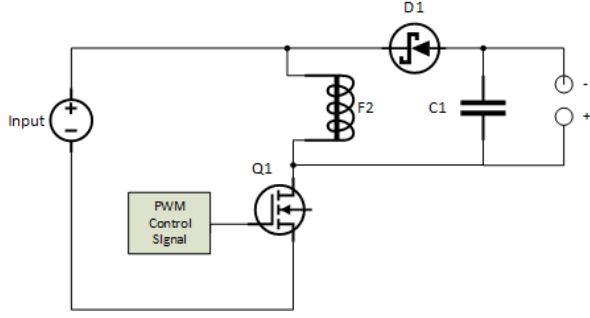 D1
Input
+
−
F2
C1
-
+
Q1
PWM
Control
SIgnal